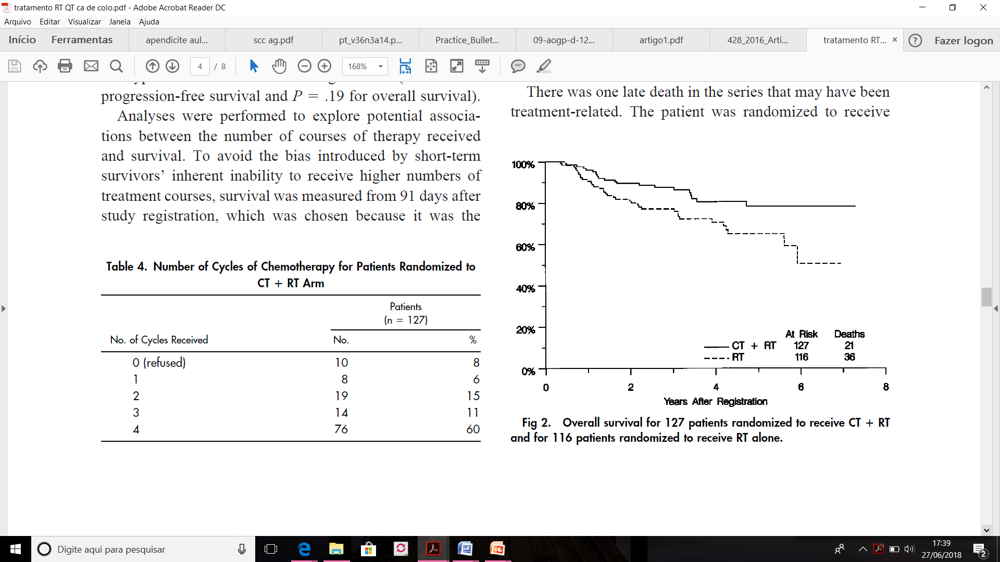 tratamento RT QT ca de colo.pdf - Adobe Acrobat Reader DC
Arquivo Editar Visualizar Janela Ajuda
Início Ferramentas apendicite aul... scc ag.pdf pt_v36n3a14.p... Practice_Bullet... 09-aogp-d-12... artigo1.pdf 428_2016_Arti... tratamento RT... Fazer logon
4 / 8 168%
progression-free survival and P = .19 for overall survival).
Analyses were performed to explore potential associa-
tions between the number of courses of therapy received
and survival. To avoid the bias introduced by short-term
survivors’ inherent inability to receive higher numbers of
treatment courses, survival was measured from 91 days after
study registration, which was chosen because it was the
Table 4. Number of Cycles of Chemotherapy for Patients Randomized to
CT + RT Arm
Patients
(n = 127)
No. of Cycles Received No. %
0 (refused) 10 8
1 8 6
2 19 15
3 14 11
4 76 60
There was one late death in the series that may have been
treatment-related. The patient was randomized to receive
100%
80%
60%
40%
20%
0%
At Risk Deaths
CT + RT 127 21
RT 116 36
0 2 4 6 8
Years After Registration
Fig 2. Overall survival for 127 patients randomized to receive CT + RT
and for 116 patients randomized to receive RT alone.
Digite aqui para pesquisar
17:39
27/06/2018
2